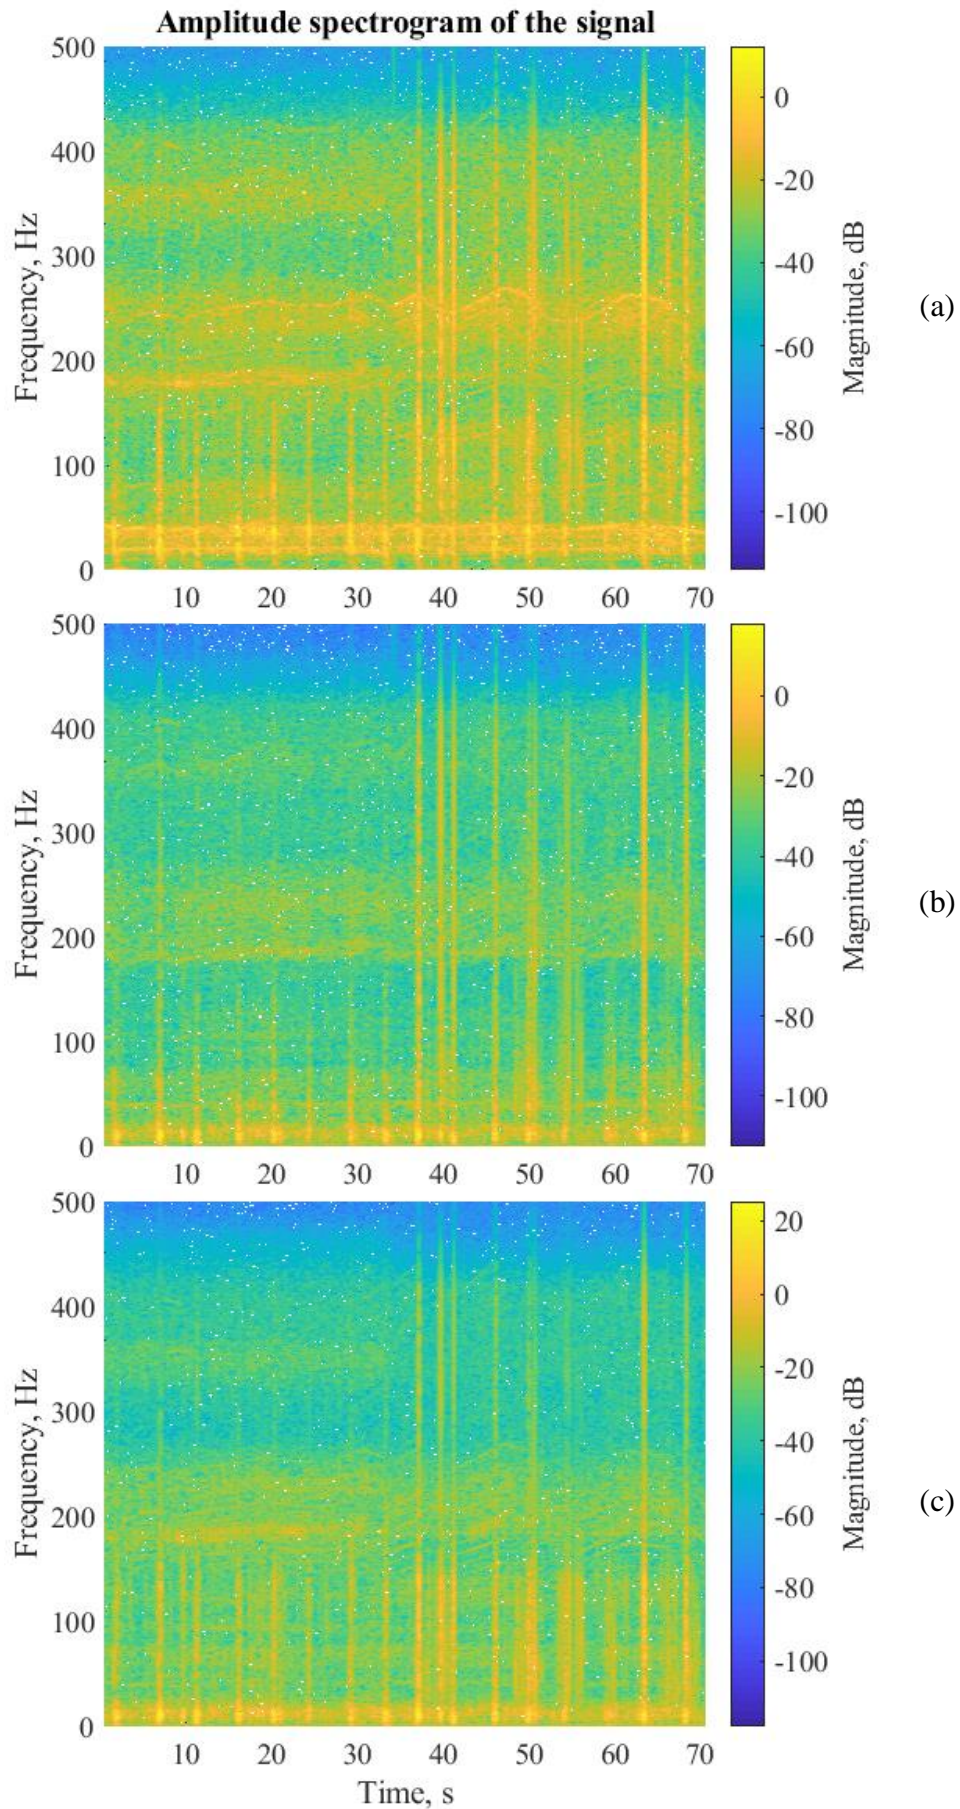 Amplitude spectrogram of the signal
500
400
300
200
100
0
Frequency, Hz
10 20 30 40 50 60 70
0
-20
-40
-60
-80
-100
Magnitude, dB
(a)
500
400
300
200
100
0
Frequency, Hz
10 20 30 40 50 60 70
0
-20
-40
-60
-80
-100
Magnitude, dB
(b)
500
400
300
200
100
0
Frequency, Hz
10 20 30 40 50 60 70
Time, s
20
0
-20
-40
-60
-80
-100
Magnitude, dB
(c)